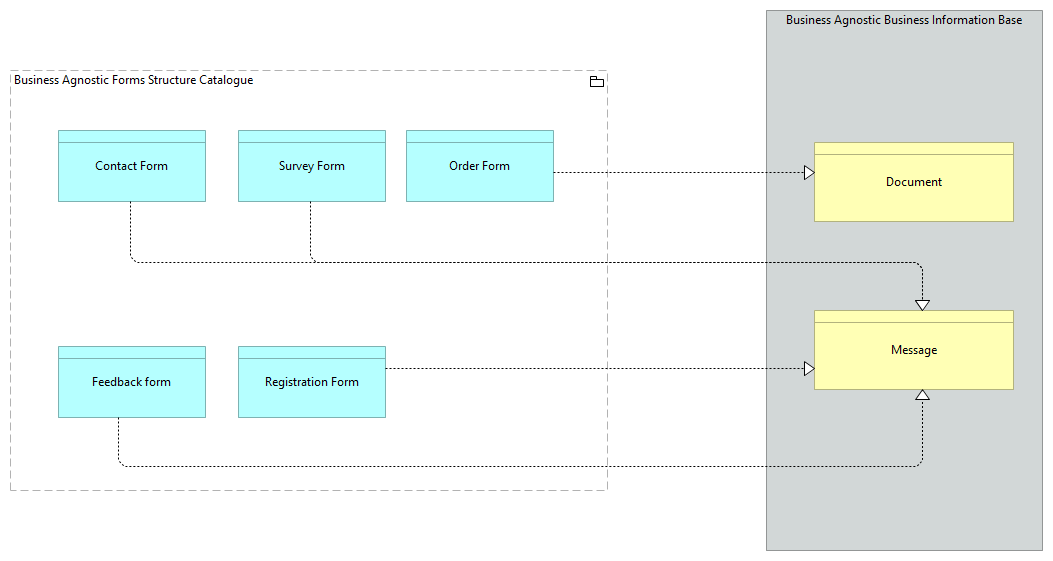 Business Agnostic Business Information Base
Business Agnostic Forms Structure Catalogue
Contact Form
Survey Form
Order Form
Document
Message
Feedback form
Registration Form